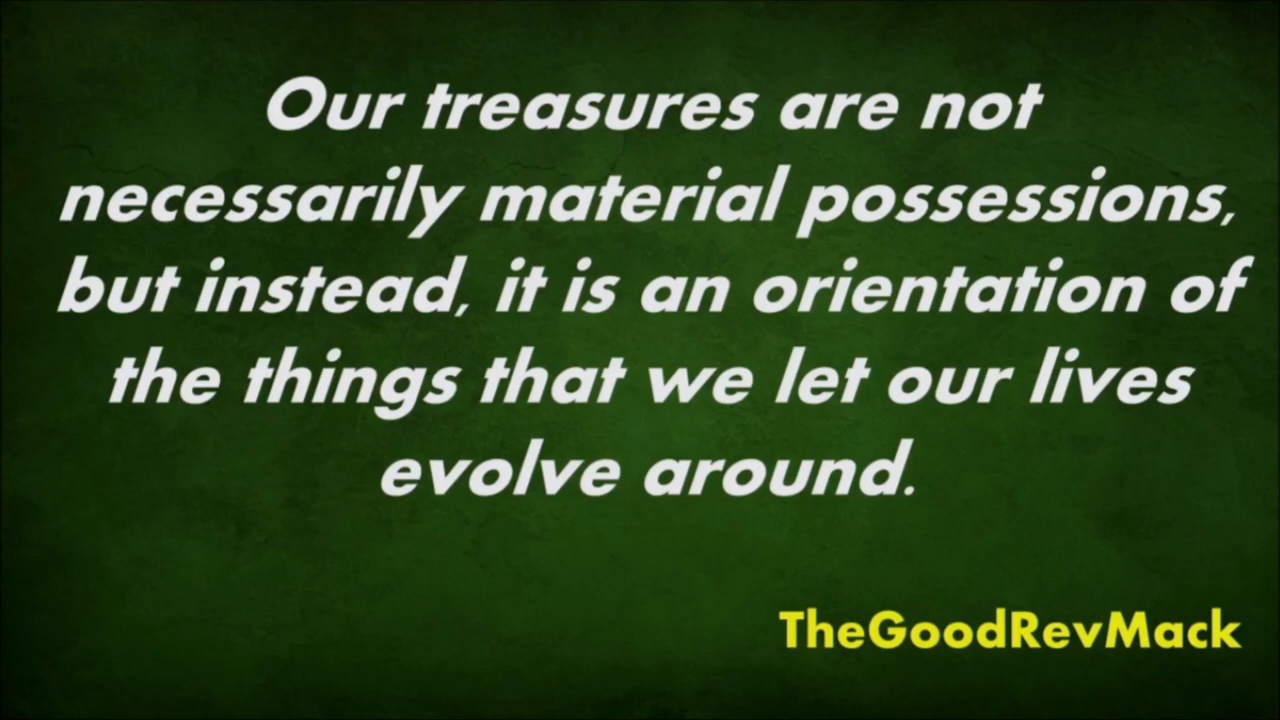 Our treasures are not
necessarily material possessions,
but instead, it is an orientation of
the things that we let our lives
evolve around.
TheGoodRevMack